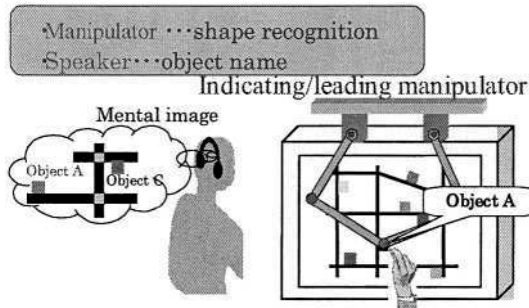 ·Manipulator ···shape recognition
·Speaker···object name
Indicating/leading manipulator
Mental image
Object A
Object C
Object A